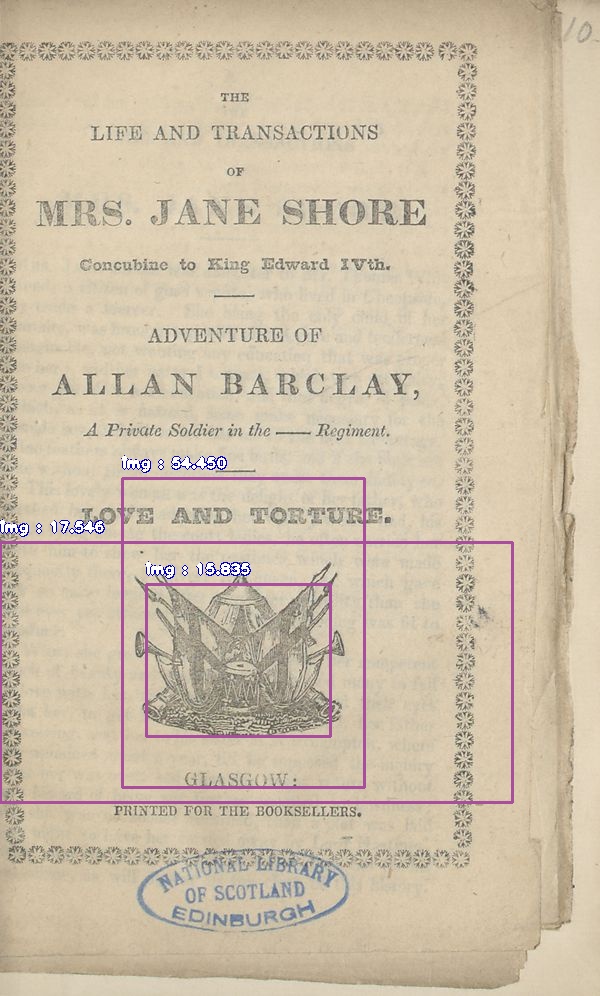 10
THE
LIFE AND TRANSACTIONS
OF
MRS. JANE SHORE
Concubine to King Edward IVth.
ADVENTURE OF
ALLAN BARCLAY,
A Private Soldier in the —— Regiment.
img : 54.450
LOVE AND TORTURE.
img : 17.546
img : 15.835
GLASGOW:
PRINTED FOR THE BOOKSELLERS.
NATIONAL LIBRARY
OF SCOTLAND
EDINBURGH